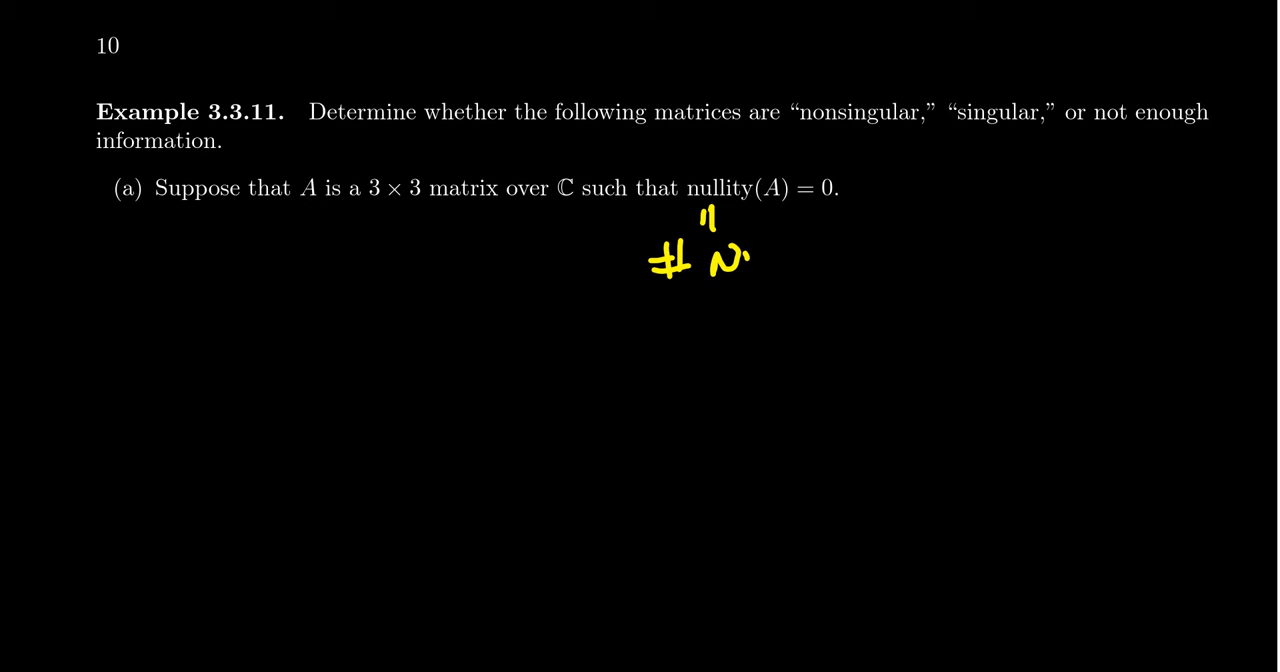 10
Example 3.3.11. Determine whether the following matrices are “nonsingular,” “singular,” or not enough
information.
(a) Suppose that A is a 3 × 3 matrix over ℂ such that nullity(A) = 0.
# N